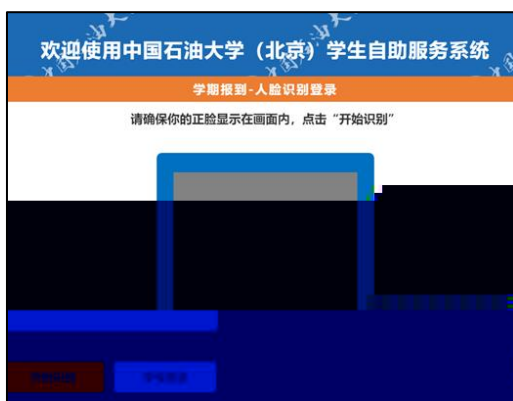 欢迎使用中国石油大学（北京）学生自助服务系统
学期报到-人脸识别登录
请确保你的正脸显示在画面内，点击“开始识别”